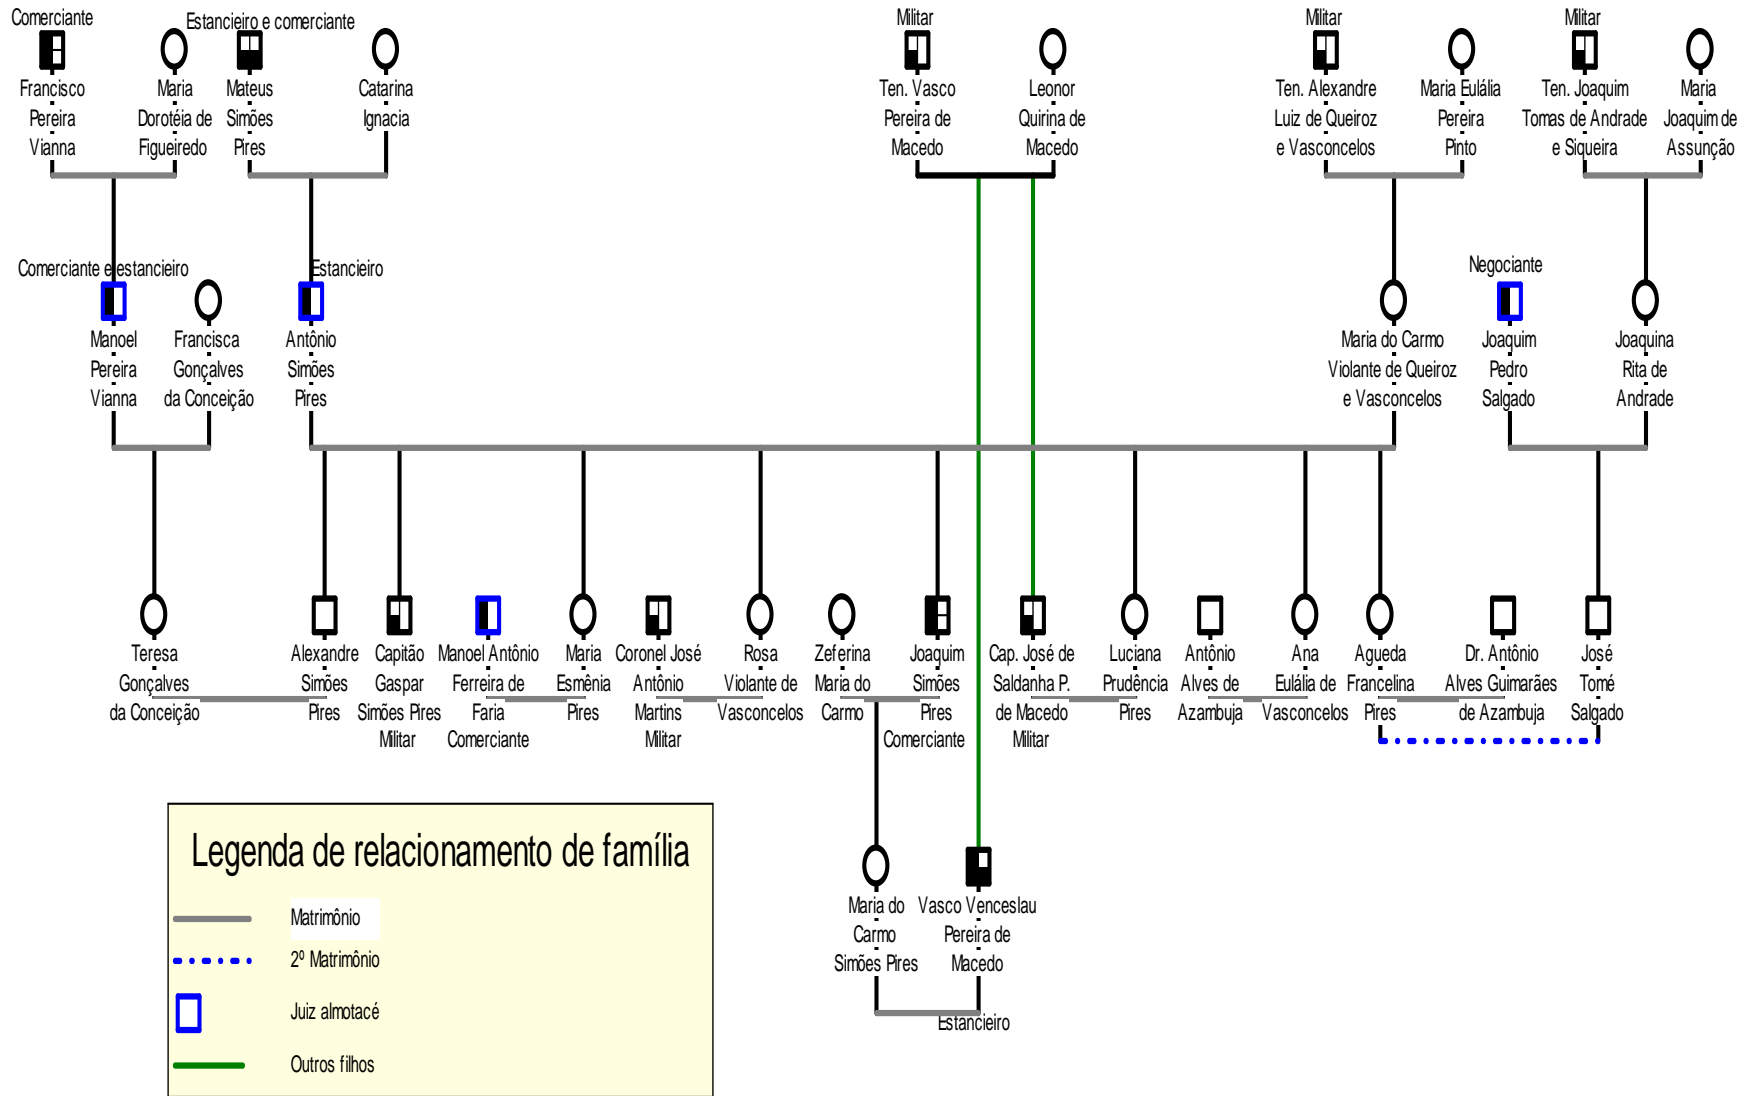 Comerciante
Francisco
Pereira
Vianna
Maria
Dorotéia de
Figueiredo
Estancieiro e comerciante
Mateus
Simões
Pires
Catarina
Ignacia
Militar
Ten. Vasco
Pereira de
Macedo
Leonor
Quirina de
Macedo
Militar
Ten. Alexandre
Luiz de Queiroz
e Vasconcelos
Maria Eulália
Pereira
Pinto
Militar
Ten. Joaquim
Tomas de Andrade
e Siqueira
Maria
Joaquim de
Assunção
Comerciante e estancieiro
Manoel
Pereira
Vianna
Francisca
Gonçalves
da Conceição
Estancieiro
Antônio
Simões
Pires
Maria do Carmo
Violante de Queiroz
e Vasconcelos
Negociante
Joaquim
Pedro
Salgado
Joaquina
Rita de
Andrade
Teresa
Gonçalves
da Conceição
Alexandre
Simões
Pires
Capitão
Gaspar
Simões Pires
Militar
Manoel Antônio
Ferreira de
Faria
Comerciante
Maria
Esmênia
Pires
Coronel José
Antônio
Martins
Militar
Rosa
Violante de
Vasconcelos
Zeferina
Maria do
Carmo
Joaquim
Simões
Pires
Comerciante
Cap. José de
Saldanha P.
de Macedo
Militar
Luciana
Prudência
Pires
Antônio
Alves de
Azambuja
Ana
Eulália de
Vasconcelos
Agueda
Francelina
Pires
Dr. Antônio
Alves Guimarães
de Azambuja
José
Tomé
Salgado
Maria do
Carmo
Simões Pires
Vasco Venceslau
Pereira de
Macedo
Estancieiro
Legenda de relacionamento de família
Matrimônio
2º Matrimônio
Juiz almotacé
Outros filhos